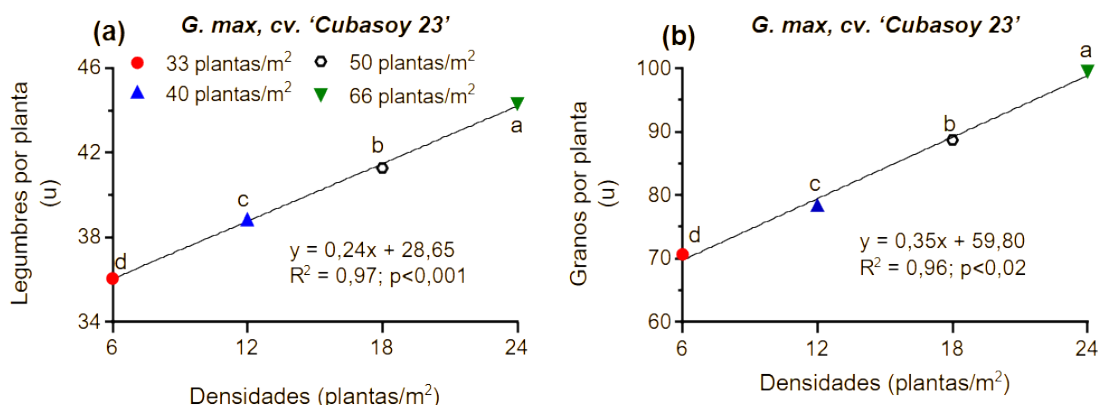 (a)
G. max, cv. 'Cubasoy 23'
33 plantas/m²
50 plantas/m²
40 plantas/m²
66 plantas/m²
Legumbres por planta
(u)
46
42
38
34
d
c
b
a
y = 0,24x + 28,65
R² = 0,97; p<0,001
6
12
18
24
Densidades (plantas/m²)
(b)
G. max, cv. 'Cubasoy 23'
Granos por planta
(u)
100
90
80
70
60
d
c
b
a
y = 0,35x + 59,80
R² = 0,96; p<0,02
6
12
18
24
Densidades (plantas/m²)